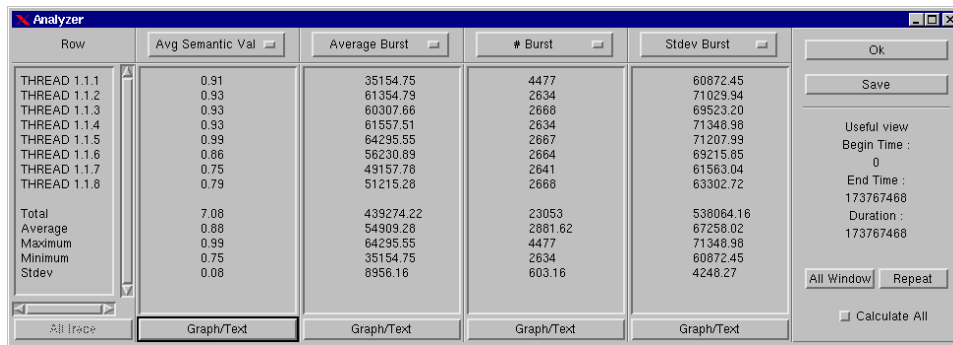 Analyzer
Row Avg Semantic Val Average Burst # Burst Stdev Burst
Ok
Save
THREAD 1.1.1 0.91 35154.75 4477 60872.45
THREAD 1.1.2 0.93 61354.79 2634 71029.94
THREAD 1.1.3 0.93 60307.66 2668 69523.20
THREAD 1.1.4 0.93 61557.51 2634 71348.98
THREAD 1.1.5 0.99 64295.55 2667 71207.99
THREAD 1.1.6 0.86 56230.89 2664 69215.85
THREAD 1.1.7 0.75 49157.78 2641 61563.04
THREAD 1.1.8 0.79 51215.28 2668 63302.72
Total 7.08 439274.22 23053 538064.16
Average 0.88 54909.28 2881.62 67258.02
Maximum 0.99 64295.55 4477 71348.98
Minimum 0.75 35154.75 2634 60872.45
Stdev 0.08 8956.16 603.16 4248.27
Useful view
Begin Time :
0
End Time :
173767468
Duration :
173767468
All Window Repeat
Calculate All
All trace Graph/Text Graph/Text Graph/Text Graph/Text